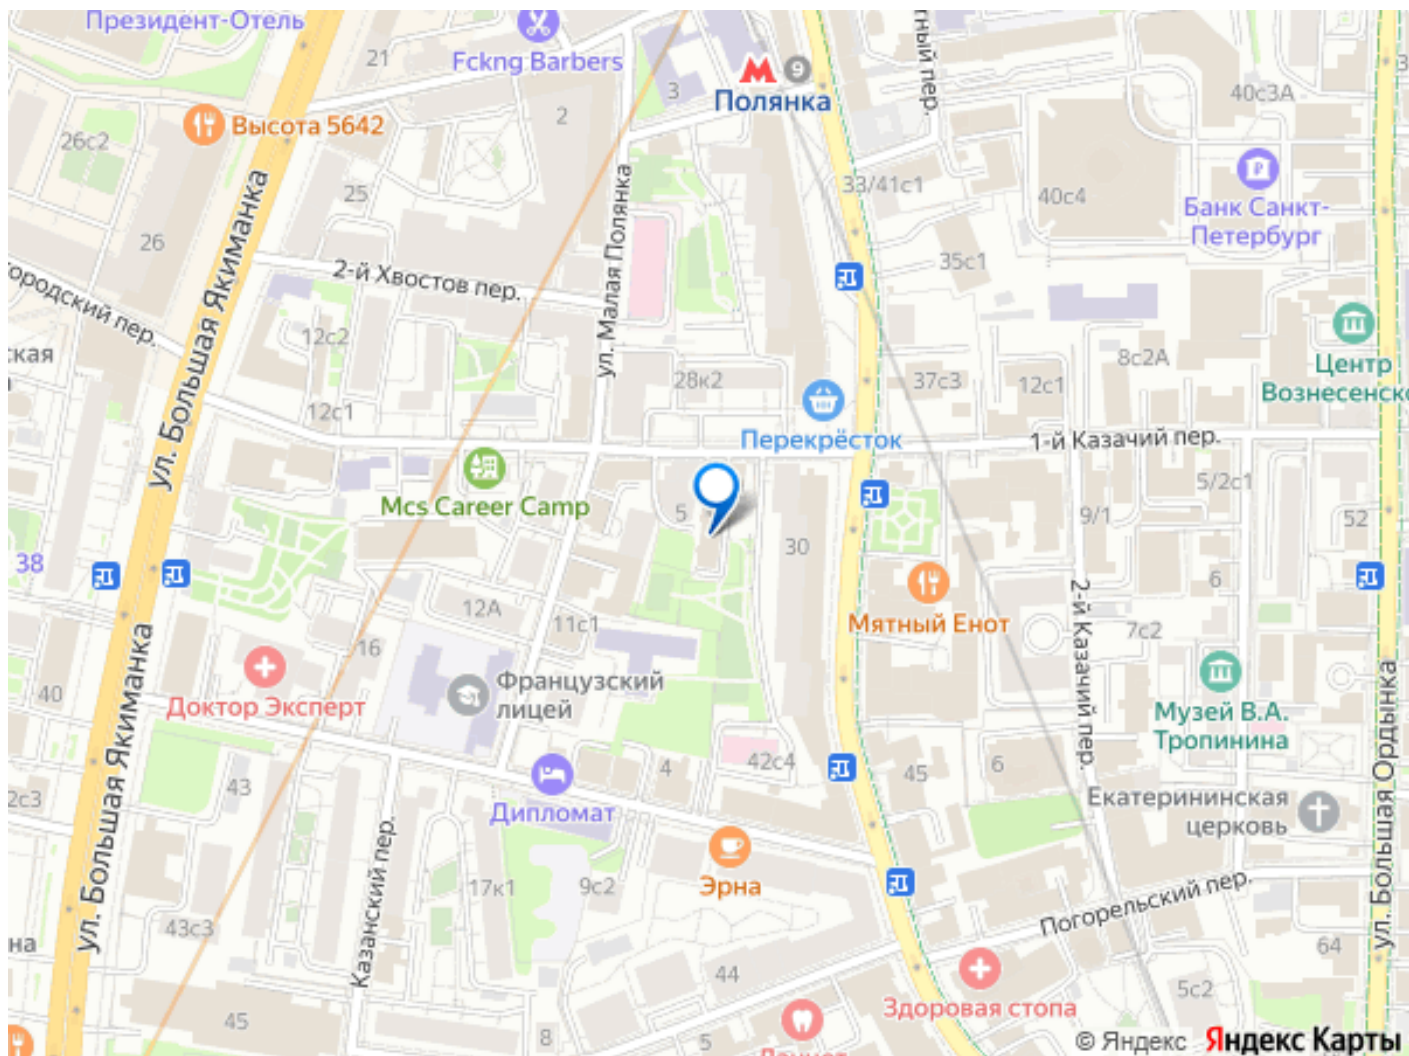 Президент-Отель
21
Fckng Barbers
3
9
Полянка
ный пер.
40с3А
3
2
Высота 5642
26с2
25
26
ул. Большая Якиманка
2-й Хвостов пер.
ул. Малая Полянка
33/41с1
40с4
Банк Санкт-
Петербург
35с1
ородский пер.
12с2
ская
28к2
37с3
12с1
8с2А
Центр
Вознесенско
12с1
Перекрёсток
1-й Казачий пер.
Mcs Career Camp
5
30
5/2с1
9/1
52
38
6
2-й Казачий пер.
12А
11с1
Мятный Енот
7с2
16
Французский
лицей
Доктор Эксперт
40
Музей В.А.
Тропинина
ул. Большая Якиманка
ул. Большая Ордынка
42с4
4
45
6
43
2с3
Дипломат
Екатерининская
церковь
Казанский пер.
Эрна
17к1
9с2
Погорельский пер.
43с3
на
44
64
Здоровая стопа
5с2
45
8
5
© Яндекс Яндекс Карты